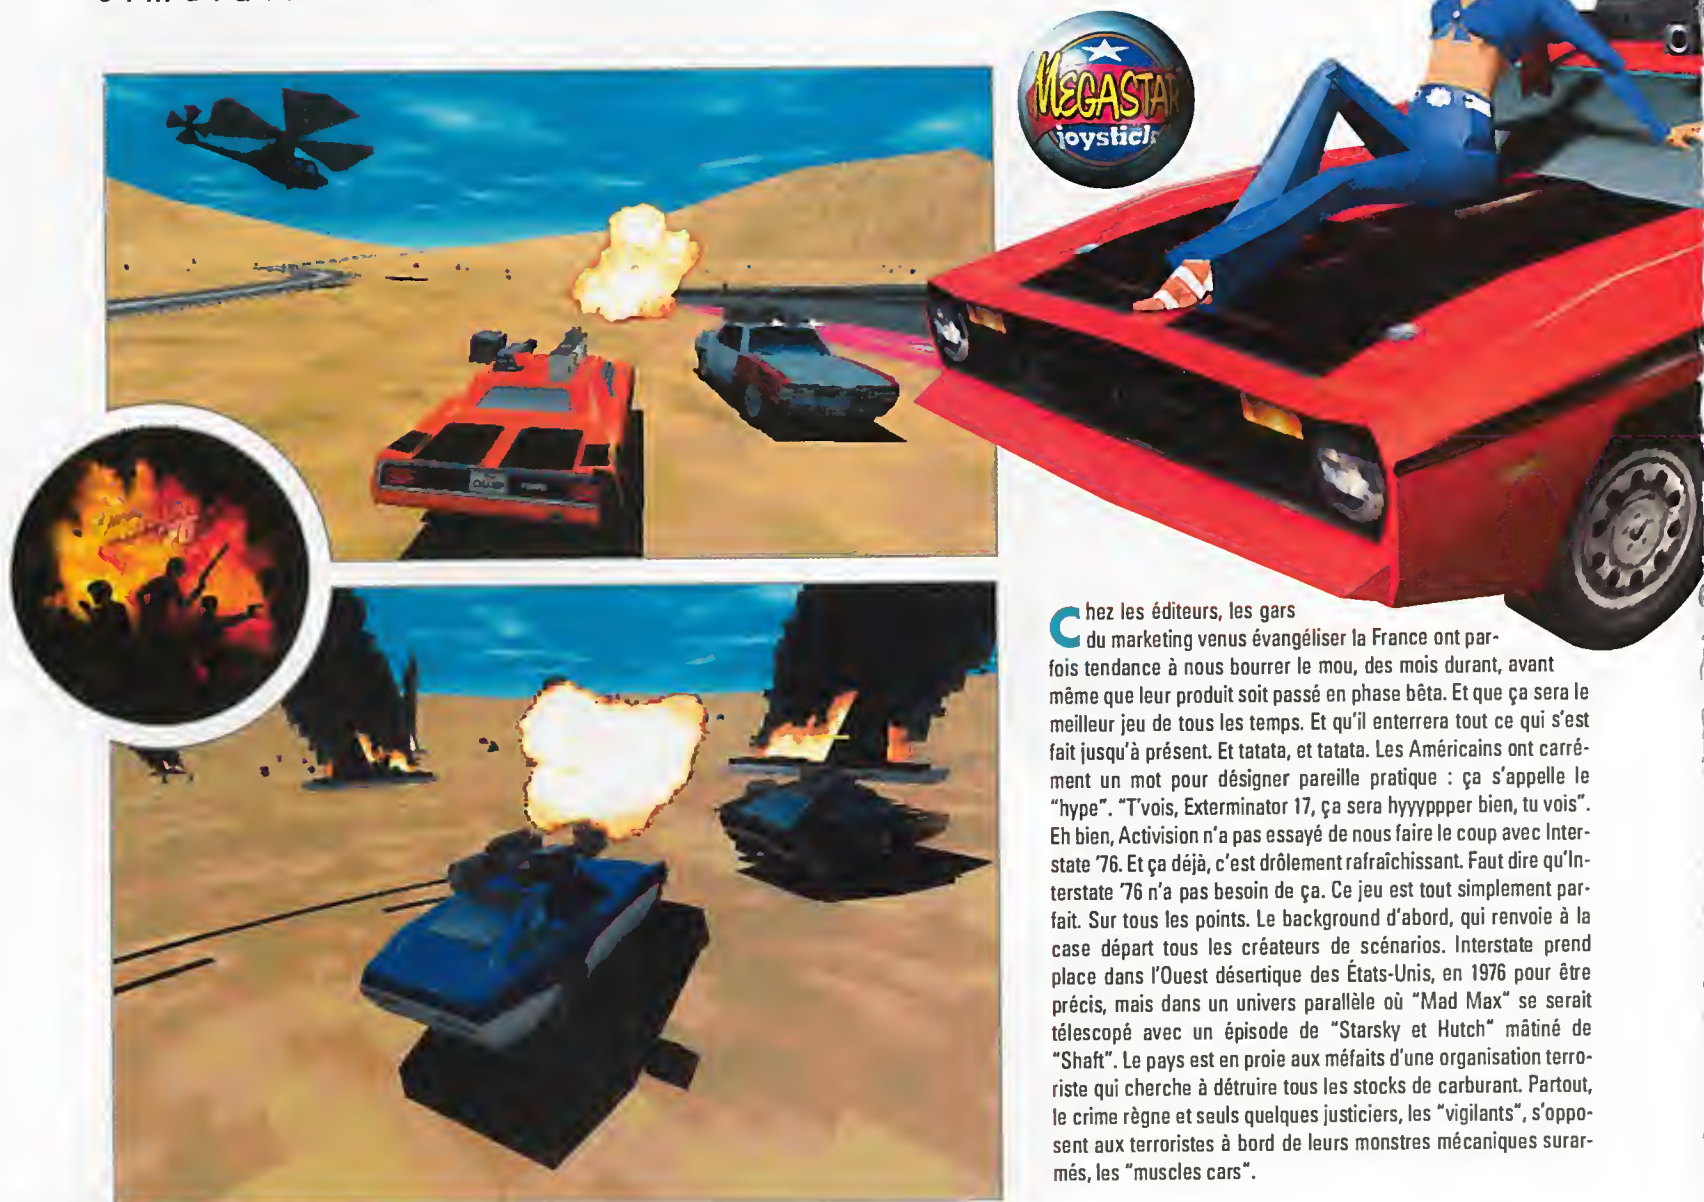 MEGASTAR
joystick
Chez les éditeurs, les gars
du marketing venus évangéliser la France ont par-
fois tendance à nous bourrer le mou, des mois durant, avant
même que leur produit soit passé en phase bêta. Et que ça sera le
meilleur jeu de tous les temps. Et qu'il enterrera tout ce qui s'est
fait jusqu'à présent. Et tatata, et tatata. Les Américains ont carré-
ment un mot pour désigner pareille pratique : ça s'appelle le
"hype". "T'vois, Exterminator 17, ça sera hyyyppper bien, tu vois".
Eh bien, Activision n'a pas essayé de nous faire le coup avec Inter-
state '76. Et ça déjà, c'est drôlement rafraîchissant. Faut dire qu'In-
terstate '76 n'a pas besoin de ça. Ce jeu est tout simplement par-
fait. Sur tous les points. Le background d'abord, qui renvoie à la
case départ tous les créateurs de scénarios. Interstate prend
place dans l'Ouest désertique des États-Unis, en 1976 pour être
précis, mais dans un univers parallèle où "Mad Max" se serait
télescopé avec un épisode de "Starsky et Hutch" mâtiné de
"Shaft". Le pays est en proie aux méfaits d'une organisation terro-
riste qui cherche à détruire tous les stocks de carburant. Partout,
le crime règne et seuls quelques justiciers, les "vigilants", s'oppo-
sent aux terroristes à bord de leurs monstres mécaniques surar-
més, les "muscles cars".